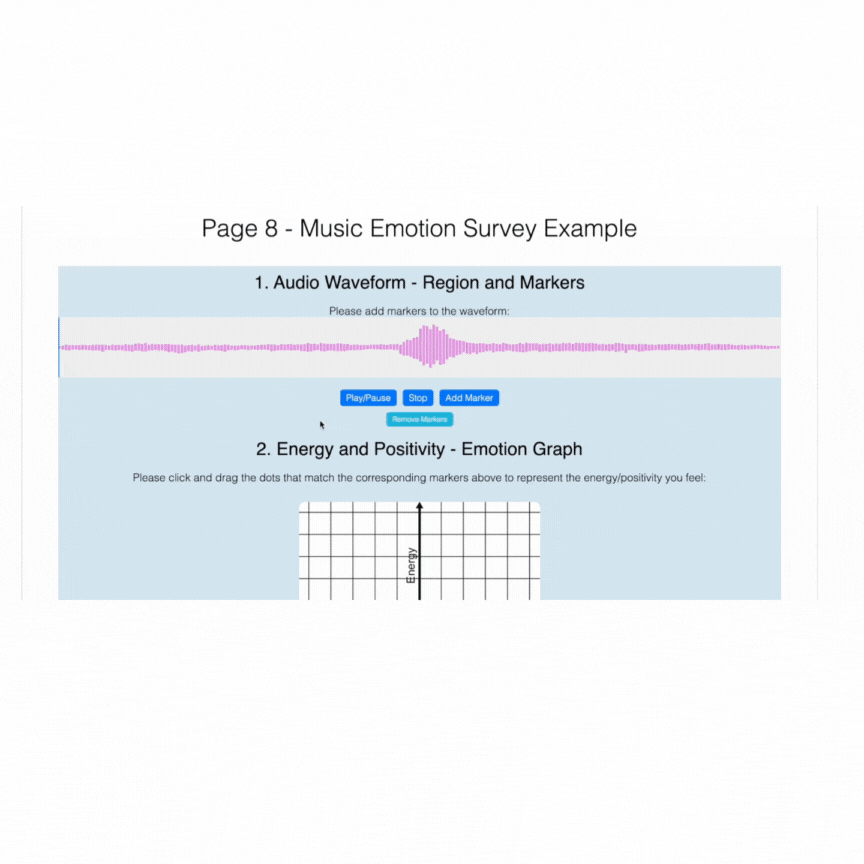 Page 8 - Music Emotion Survey Example
1. Audio Waveform - Region and Markers
Please add markers to the waveform:
Play/Pause Stop Add Marker
Remove Markers
2. Energy and Positivity - Emotion Graph
Please click and drag the dots that match the corresponding markers above to represent the energy/positivity you feel:
Energy